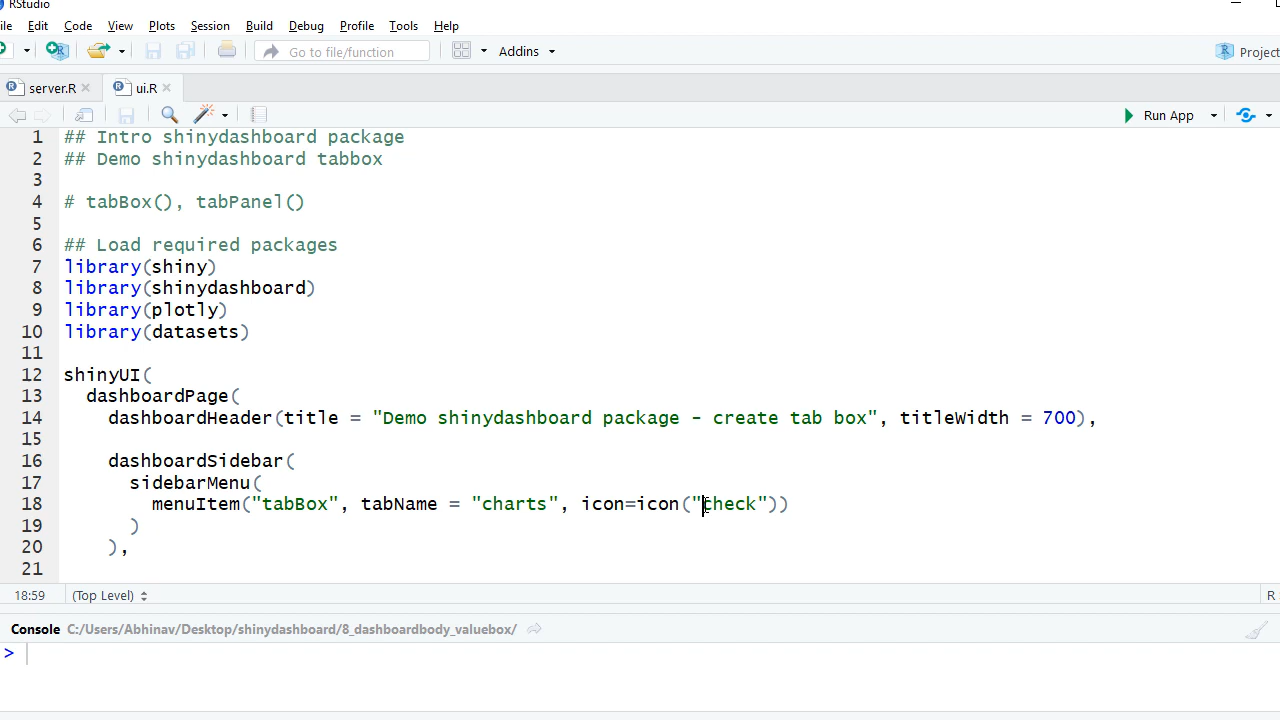 RStudio
ile Edit Code View Plots Session Build Debug Profile Tools Help
Go to file/function Addins Project
server.R ui.R
Run App
1 ## Intro shinydashboard package
2 ## Demo shinydashboard tabbox
3
4 # tabBox(), tabPanel()
5
6 ## Load required packages
7 library(shiny)
8 library(shinydashboard)
9 library(plotly)
10 library(datasets)
11
12 shinyUI(
13 dashboardPage(
14 dashboardHeader(title = "Demo shinydashboard package - create tab box", titleWidth = 700),
15
16 dashboardSidebar(
17 sidebarMenu(
18 menuItem("tabBox", tabName = "charts", icon=icon("check"))
19 )
20 ),
21
18:59 (Top Level) R
Console C:/Users/Abhinav/Desktop/shinydashboard/8_dashboardbody_valuebox/
>